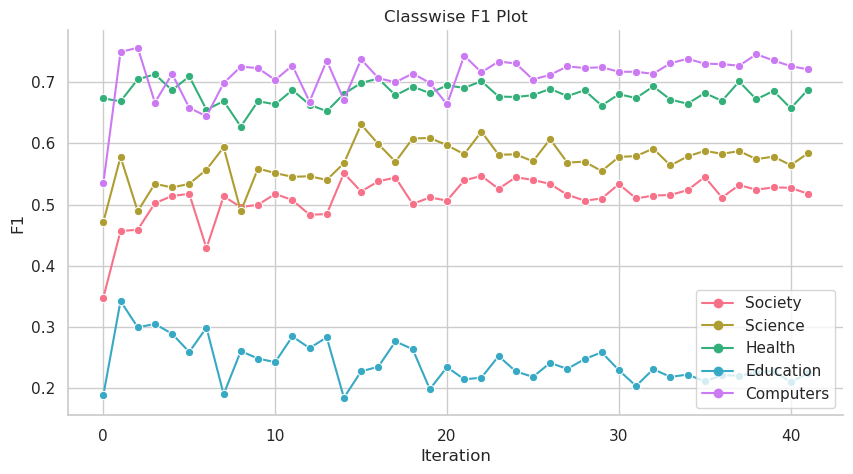 Classwise F1 Plot
F1
0.7
0.6
0.5
0.4
0.3
0.2
0 10 20 30 40
Iteration
Society
Science
Health
Education
Computers